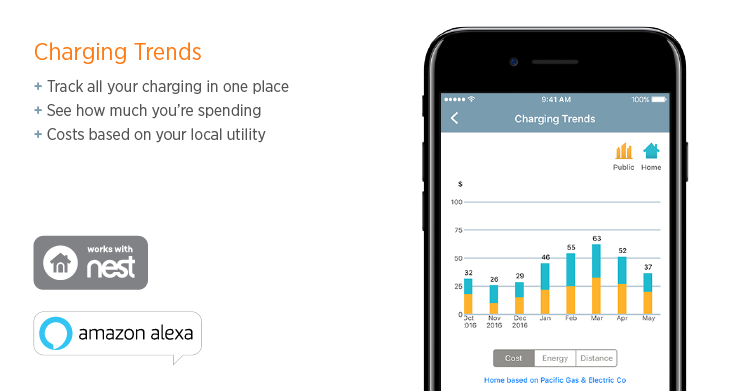 Charging Trends
+ Track all your charging in one place
+ See how much you're spending
+ Costs based on your local utility
works with
nest
amazon alexa
9:41 AM
100%
Charging Trends
Public Home
$
100
75
50
25
0
32 26 29 46 55 63 52 37
Oct Nov Dec Jan Feb Mar Apr May
2016 2016 2016
Cost Energy Distance
Home based on Pacific Gas & Electric Co